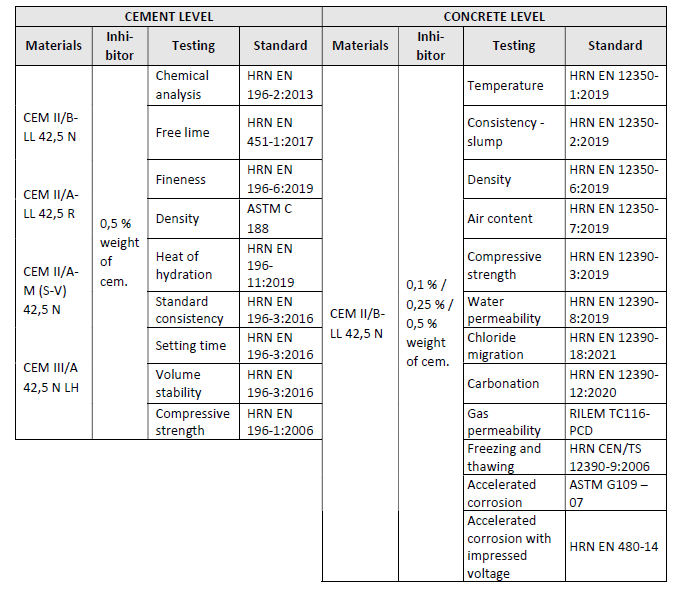 CEMENT LEVEL
CONCRETE LEVEL
Materials
Inhi-
bitor
Testing
Standard
Materials
Inhi-
bitor
Testing
Standard
CEM II/B-
LL 42,5 N
CEM II/A-
LL 42,5 R
CEM II/A-
M (S-V)
42,5 N
CEM III/A
42,5 N LH
0,5 %
weight
of
cem.
Chemical
analysis
HRN EN
196-2:2013
Free lime
HRN EN
451-1:2017
Fineness
HRN EN
196-6:2019
Density
ASTM C
188
Heat of
hydration
HRN EN
196-
11:2019
Standard
consistency
HRN EN
196-3:2016
Setting time
HRN EN
196-3:2016
Volume
stability
HRN EN
196-3:2016
Compressive
strength
HRN EN
196-1:2006
CEM II/B-
LL 42,5 N
0,1 % /
0,25 % /
0,5 %
weight
of cem.
Temperature
HRN EN 12350-
1:2019
Consistency -
slump
HRN EN 12350-
2:2019
Density
HRN EN 12350-
6:2019
Air content
HRN EN 12350-
7:2019
Compressive
strength
HRN EN 12390-
3:2019
Water
permeability
HRN EN 12390-
8:2019
Chloride
migration
HRN EN 12390-
18:2021
Carbonation
HRN EN 12390-
12:2020
Gas
permeability
RILEM TC116-
PCD
Freezing and
thawing
HRN CEN/TS
12390-9:2006
Accelerated
corrosion
ASTM G109 –
07
Accelerated
corrosion with
impressed
voltage
HRN EN 480-14